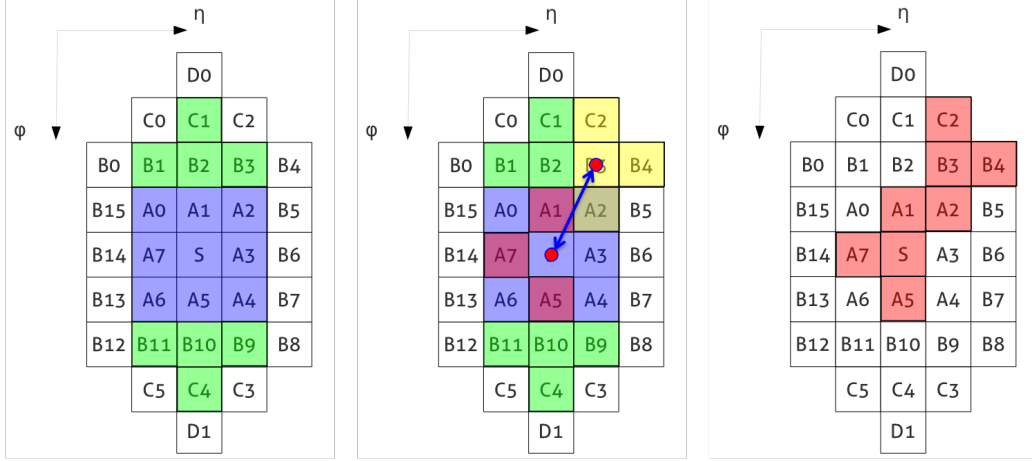 η
φ
D0
C0 C1 C2
B0 B1 B2 B3 B4
B15 A0 A1 A2 B5
B14 A7 S A3 B6
B13 A6 A5 A4 B7
B12 B11 B10 B9 B8
C5 C4 C3
D1
η
φ
D0
C0 C1 C2
B0 B1 B2 B4
B15 A0 A1 A2 B5
B14 A7 A3 B6
B13 A6 A5 A4 B7
B12 B11 B10 B9 B8
C5 C4 C3
D1
η
φ
D0
C0 C1 C2
B0 B1 B2 B3 B4
B15 A0 A1 A2 B5
B14 A7 S A3 B6
B13 A6 A5 A4 B7
B12 B11 B10 B9 B8
C5 C4 C3
D1